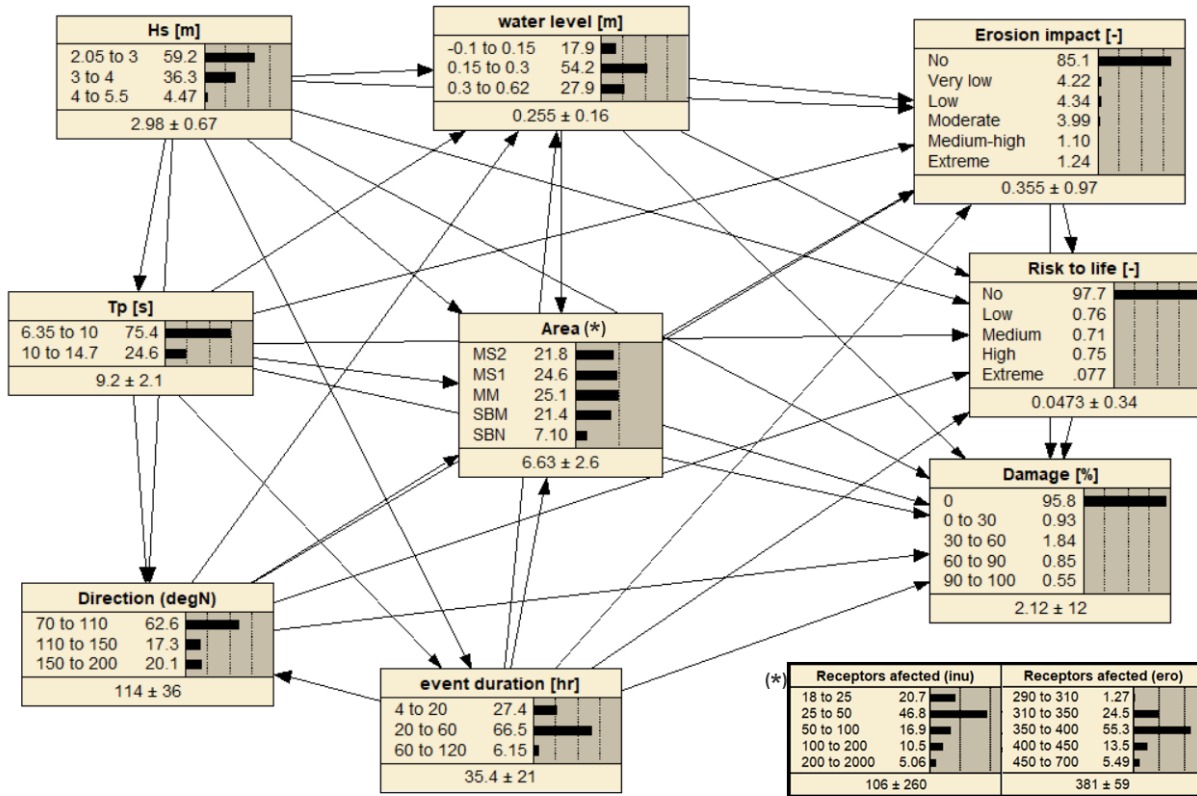 Hs [m]
2.05 to 3 59.2
3 to 4 36.3
4 to 5.5 4.47
2.98 ± 0.67
water level [m]
-0.1 to 0.15 17.9
0.15 to 0.3 54.2
0.3 to 0.62 27.9
0.255 ± 0.16
Erosion impact [-]
No 85.1
Very low 4.22
Low 4.34
Moderate 3.99
Medium-high 1.10
Extreme 1.24
0.355 ± 0.97
Tp [s]
6.35 to 10 75.4
10 to 14.7 24.6
9.2 ± 2.1
Area (*)
MS2 21.8
MS1 24.6
MM 25.1
SBM 21.4
SBN 7.10
6.63 ± 2.6
Risk to life [-]
No 97.7
Low 0.76
Medium 0.71
High 0.75
Extreme .077
0.0473 ± 0.34
Damage [%]
0 95.8
0 to 30 0.93
30 to 60 1.84
60 to 90 0.85
90 to 100 0.55
2.12 ± 12
Direction (degN)
70 to 110 62.6
110 to 150 17.3
150 to 200 20.1
114 ± 36
event duration [hr]
4 to 20 27.4
20 to 60 66.5
60 to 120 6.15
35.4 ± 21
(*)
Receptors afected (inu)
18 to 25 20.7
25 to 50 46.8
50 to 100 16.9
100 to 200 10.5
200 to 2000 5.06
106 ± 260
Receptors afected (ero)
290 to 310 1.27
310 to 350 24.5
350 to 400 55.3
400 to 450 13.5
450 to 700 5.49
381 ± 59